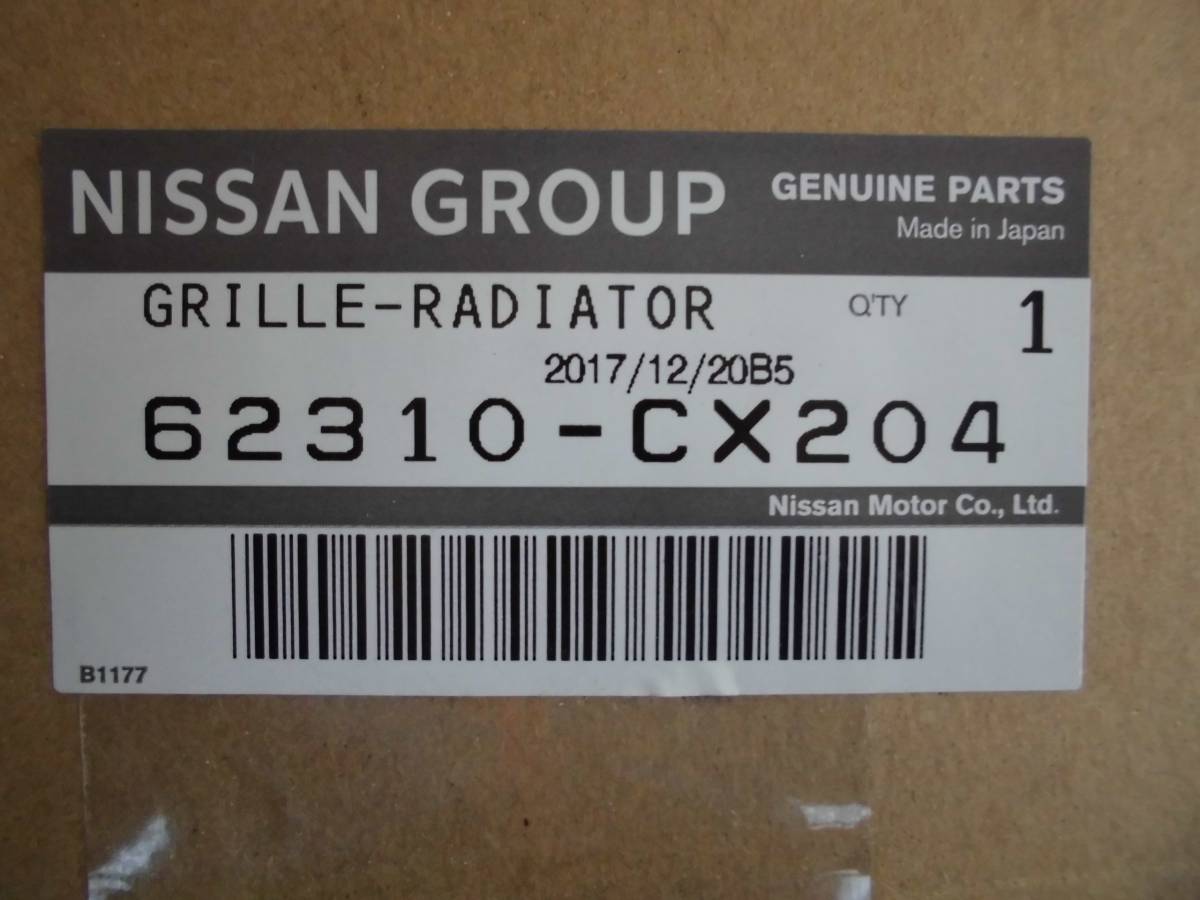 NISSAN GROUP
GENUINE PARTS
Made in Japan
GRILLE-RADIATOR
Q'TY 1
2017/12/20B5
62310-CX204
Nissan Motor Co., Ltd.
B1177